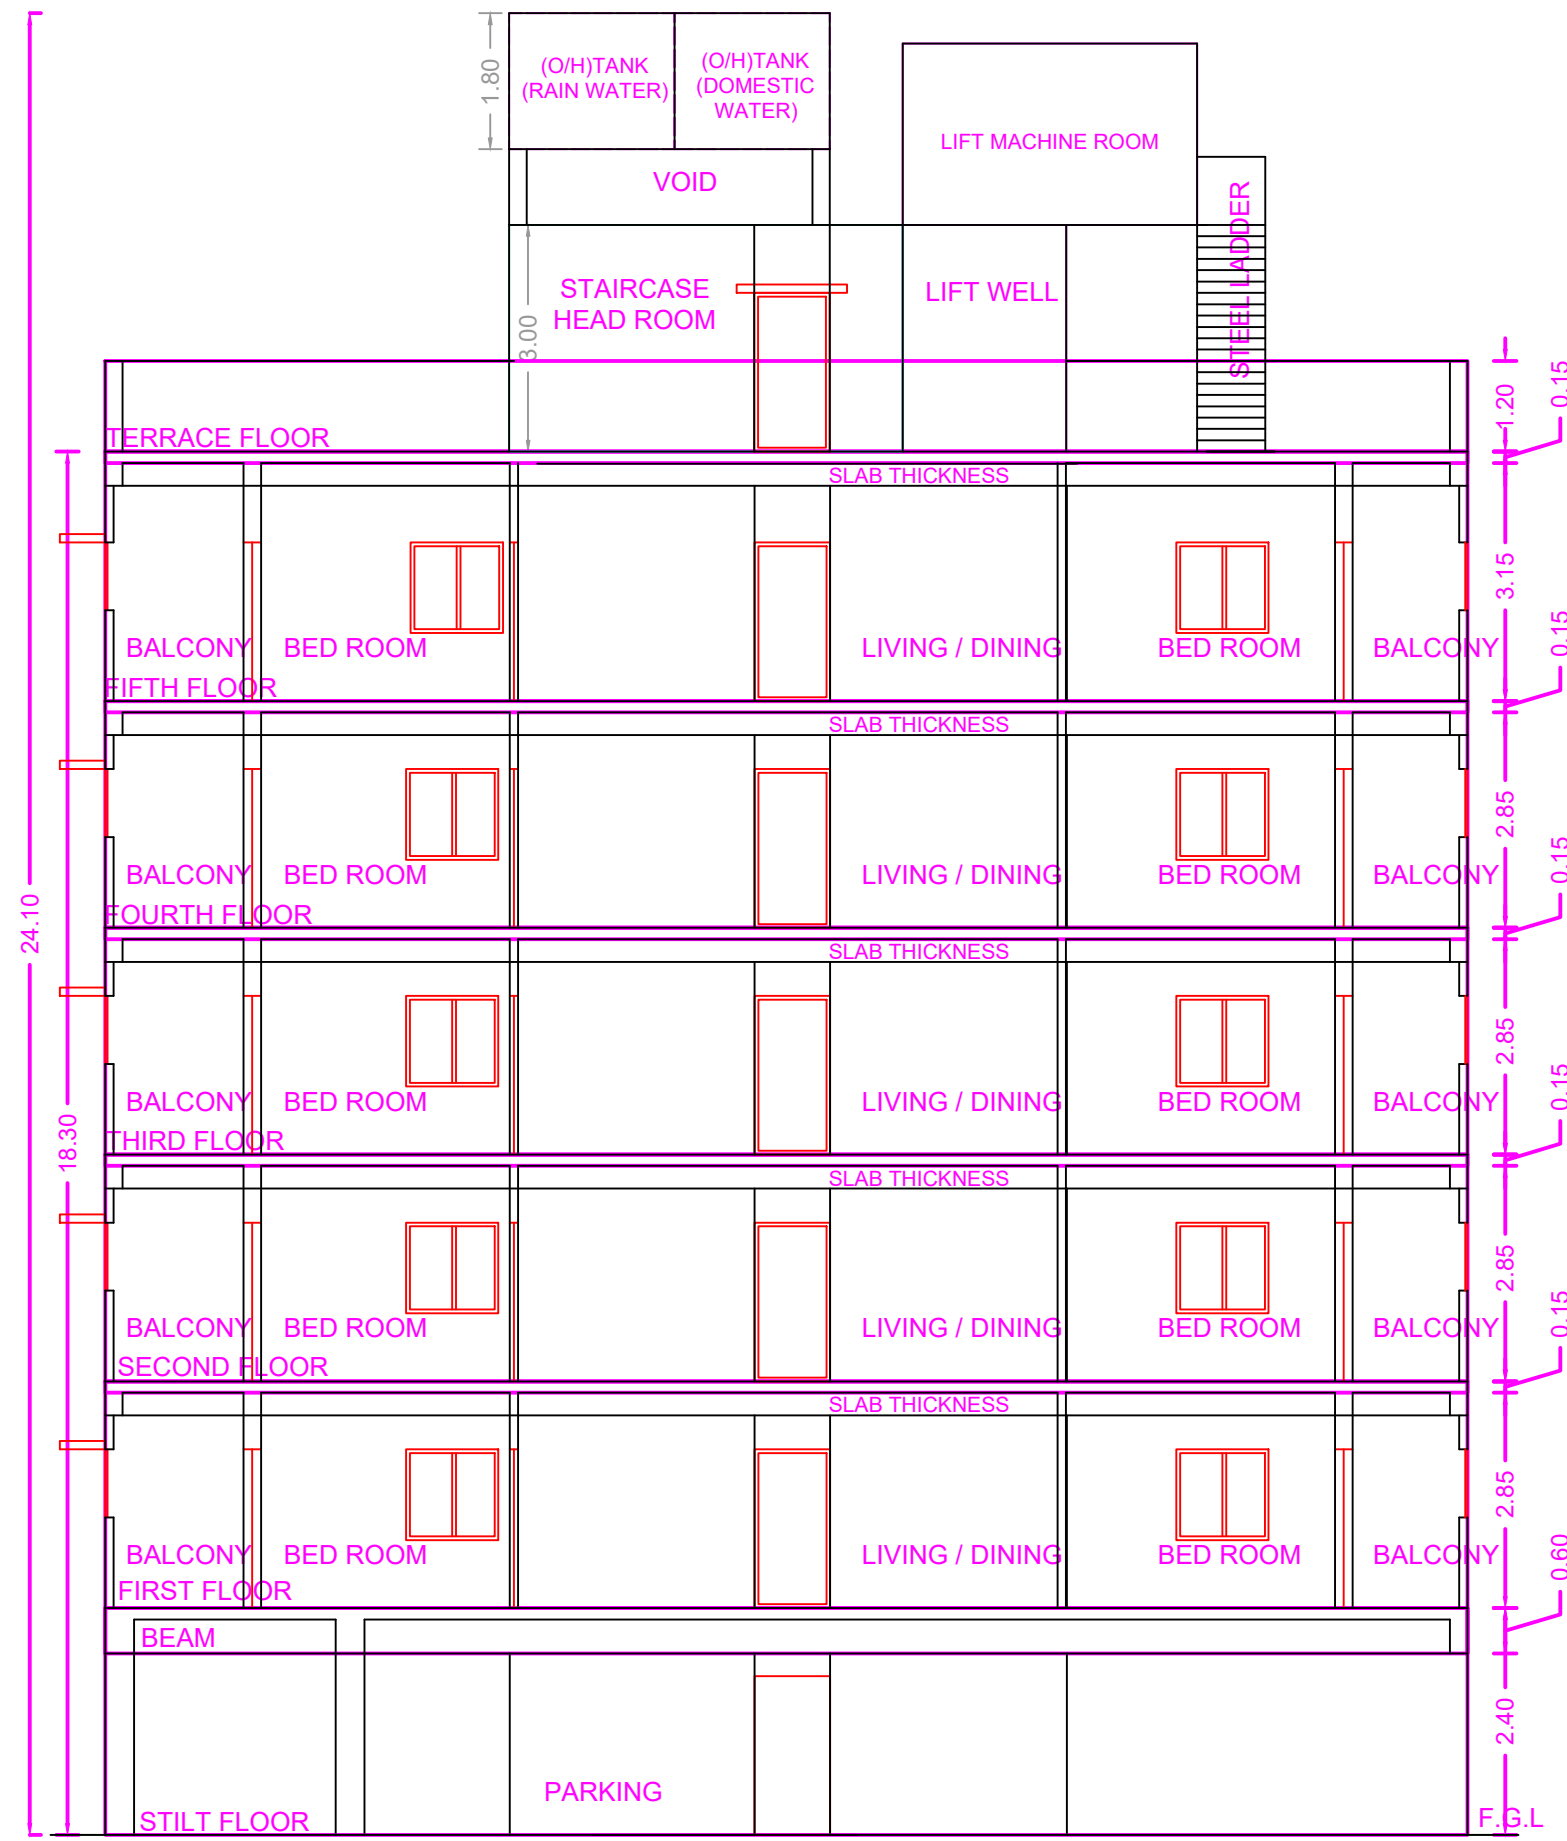 (O/H)TANK
(RAIN WATER)
(O/H)TANK
(DOMESTIC
WATER)
1.80
LIFT MACHINE ROOM
VOID
STEEL LADDER
STAIRCASE
HEAD ROOM
LIFT WELL
3.00
1.20
0.15
TERRACE FLOOR
SLAB THICKNESS
3.15
0.15
BALCONY
BED ROOM
LIVING / DINING
BED ROOM
BALCONY
FIFTH FLOOR
SLAB THICKNESS
2.85
0.15
BALCONY
BED ROOM
LIVING / DINING
BED ROOM
BALCONY
FOURTH FLOOR
24.10
SLAB THICKNESS
2.85
0.15
BALCONY
BED ROOM
LIVING / DINING
BED ROOM
BALCONY
THIRD FLOOR
18.30
SLAB THICKNESS
2.85
0.15
BALCONY
BED ROOM
LIVING / DINING
BED ROOM
BALCONY
SECOND FLOOR
SLAB THICKNESS
2.85
0.60
BALCONY
BED ROOM
LIVING / DINING
BED ROOM
BALCONY
FIRST FLOOR
BEAM
2.40
PARKING
STILT FLOOR
F.G.L